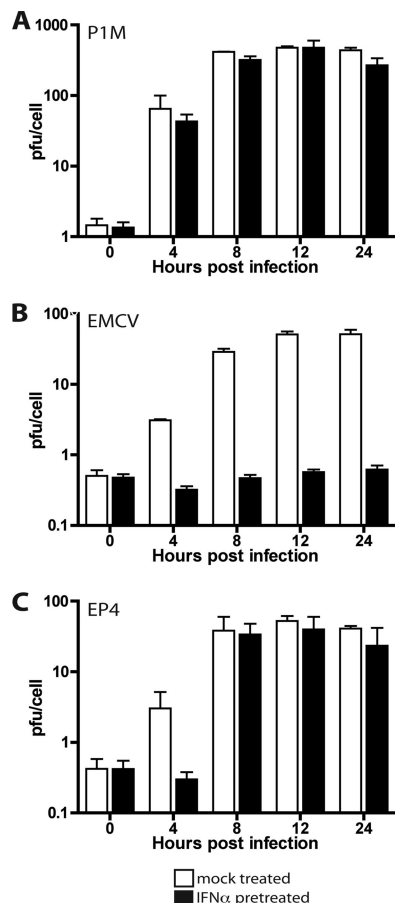 A
P1M
1000
100
10
1
pfu/cell
0 4 8 12 24
Hours post infection
B
EMCV
100
10
1
0.1
pfu/cell
0 4 8 12 24
Hours post infection
C
EP4
100
10
1
0.1
pfu/cell
0 4 8 12 24
Hours post infection
mock treated
IFNα pretreated